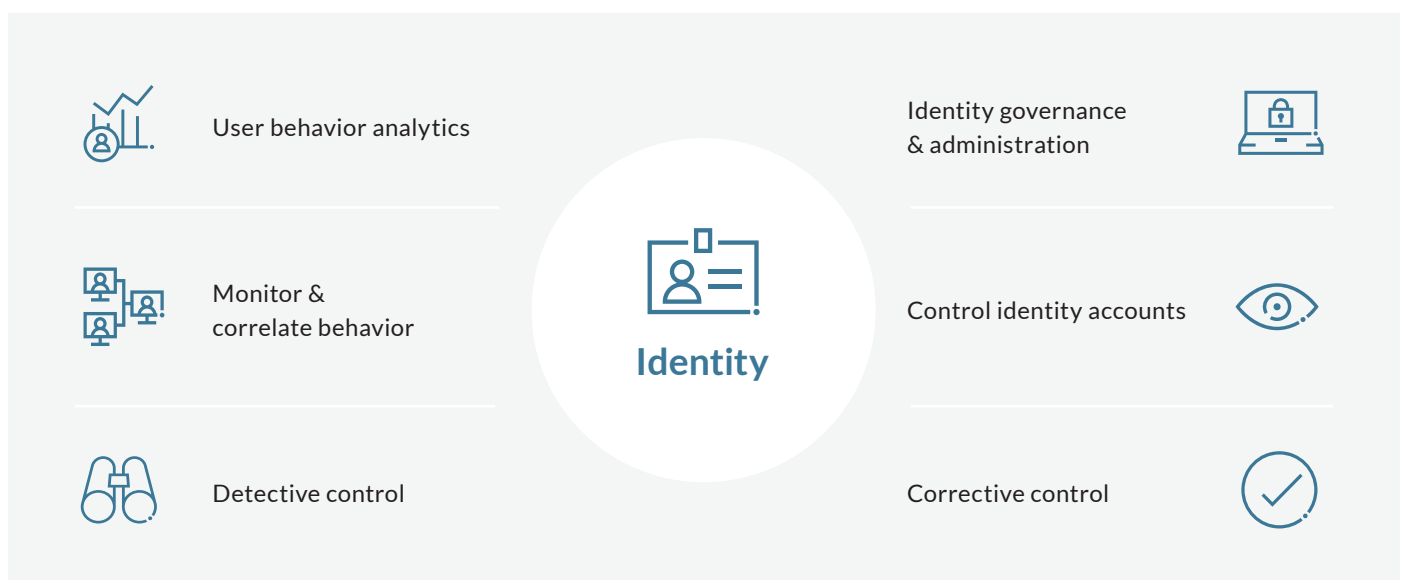 User behavior analytics
Monitor &
correlate behavior
Detective control
Identity
Identity governance
& administration
Control identity accounts
Corrective control